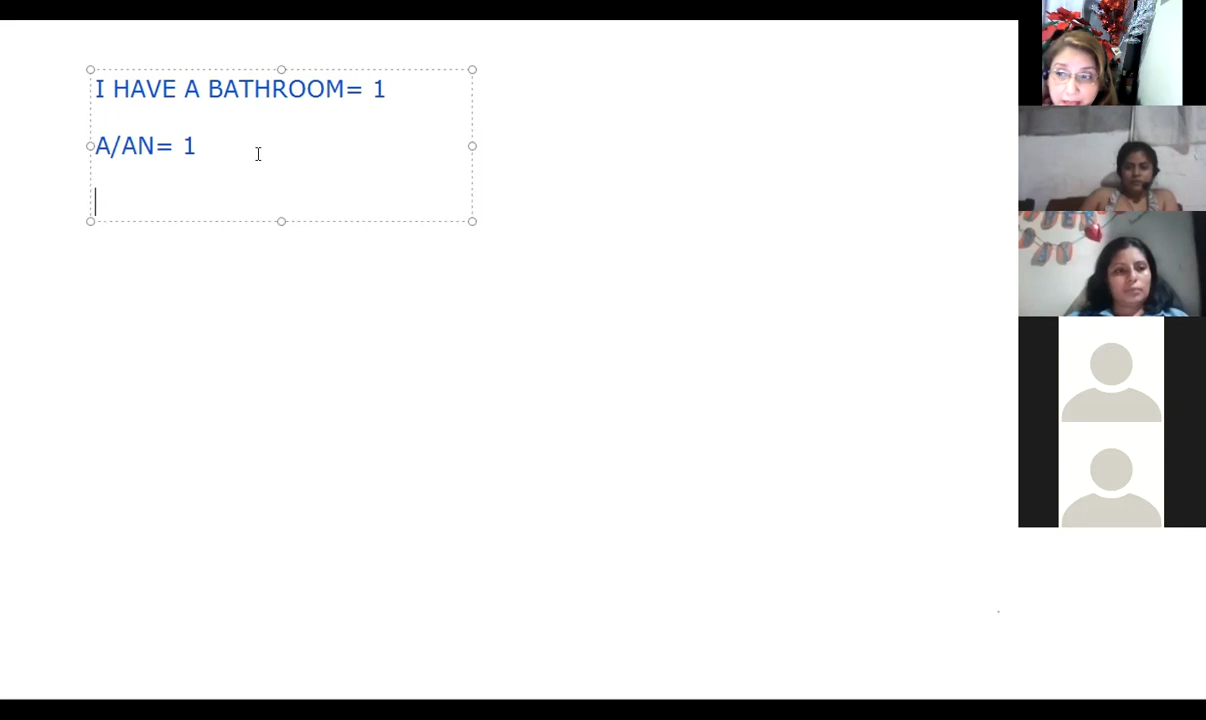 I HAVE A BATHROOM= 1
A/AN= 1